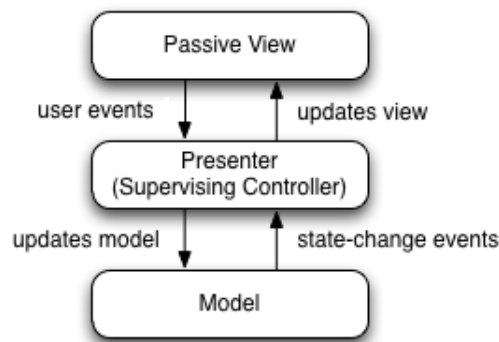 Passive View
user events
updates view
Presenter
(Supervising Controller)
updates model
state-change events
Model